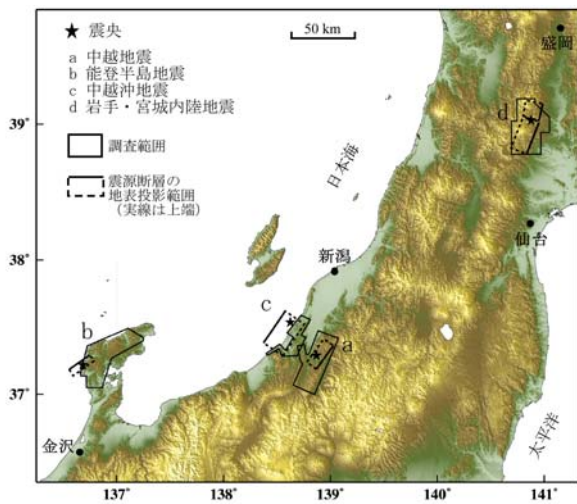 50 km
★ 震央
a 中越地震
b 能登半島地震
c 中越沖地震
d 岩手・宮城内陸地震
調査範囲
震源断層の
地表投影範囲
(実線は上端)
盛岡
d
39°
日本海
仙台
新潟
38°
c
a
b
37°
金沢
太平洋
137°
138°
139°
140°
141°